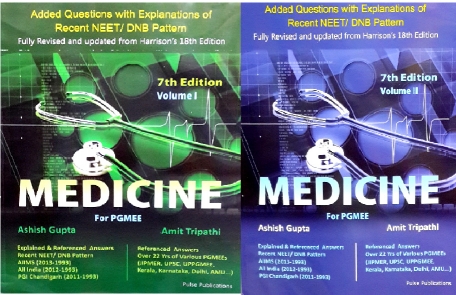 Added Questions with Explanations of
Recent NEET/ DNB Pattern
Fully Revised and updated from Harrison's 18th Edition
7th Edition
Volume I
MEDICINE
For PGMEE
Ashish Gupta
Amit Tripathi
Explained & Referenced Answers
Recent NEET/ DNB Pattern
AIIMS (2013-1993)
All India (2012-1993)
PGI Chandigarh (2011-1993)
Referenced Answers
Over 22 Yrs of Various PGMEEs
(JIPMER, UPSC, UPPGMEE,
Kerala, Karnataka, Delhi, AMU...)
Pulse Publications
Added Questions with Explanations of
Recent NEET/ DNB Pattern
Fully Revised and updated from Harrison's 18th Edition
7th Edition
Volume II
MEDICINE
For PGMEE
Ashish Gupta
Amit Tripathi
Explained & Referenced Answers
Recent NEET/ DNB Pattern
AIIMS (2013-1993)
All India (2012-1993)
PGI Chandigarh (2011-1993)
Referenced Answers
Over 22 Yrs of Various PGMEEs
(JIPMER, UPSC, UPPGMEE,
Kerala, Karnataka, Delhi, AMU...)
Pulse Publications